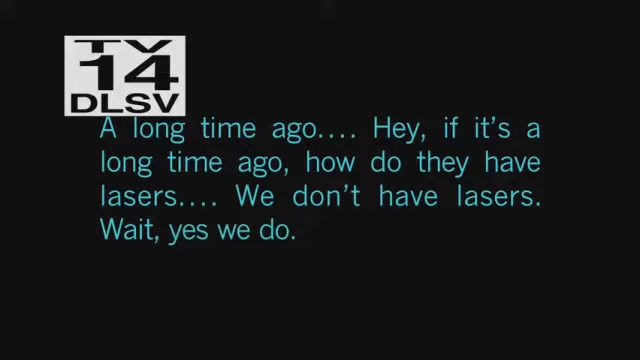 TV
14
DLSV
A long time ago.... Hey, if it's a
long time ago, how do they have
lasers.... We don't have lasers.
Wait, yes we do.